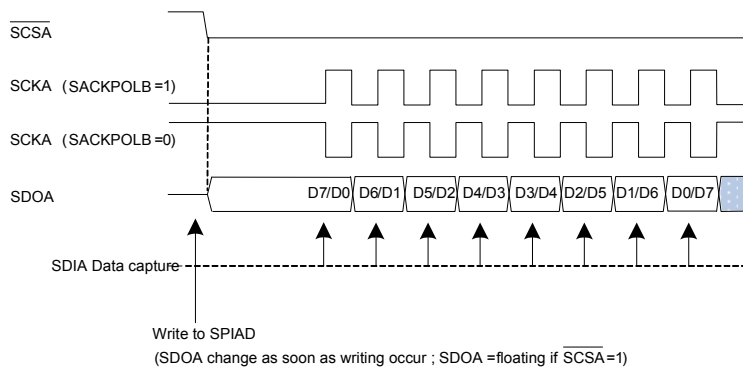 SCSA
SCKA (SACKPOLB=1)
SCKA (SACKPOLB=0)
SDOA D7/D0 D6/D1 D5/D2 D4/D3 D3/D4 D2/D5 D1/D6 D0/D7
SDIA Data capture
Write to SPIAD
(SDOA change as soon as writing occur ; SDOA =floating if SCSA=1)